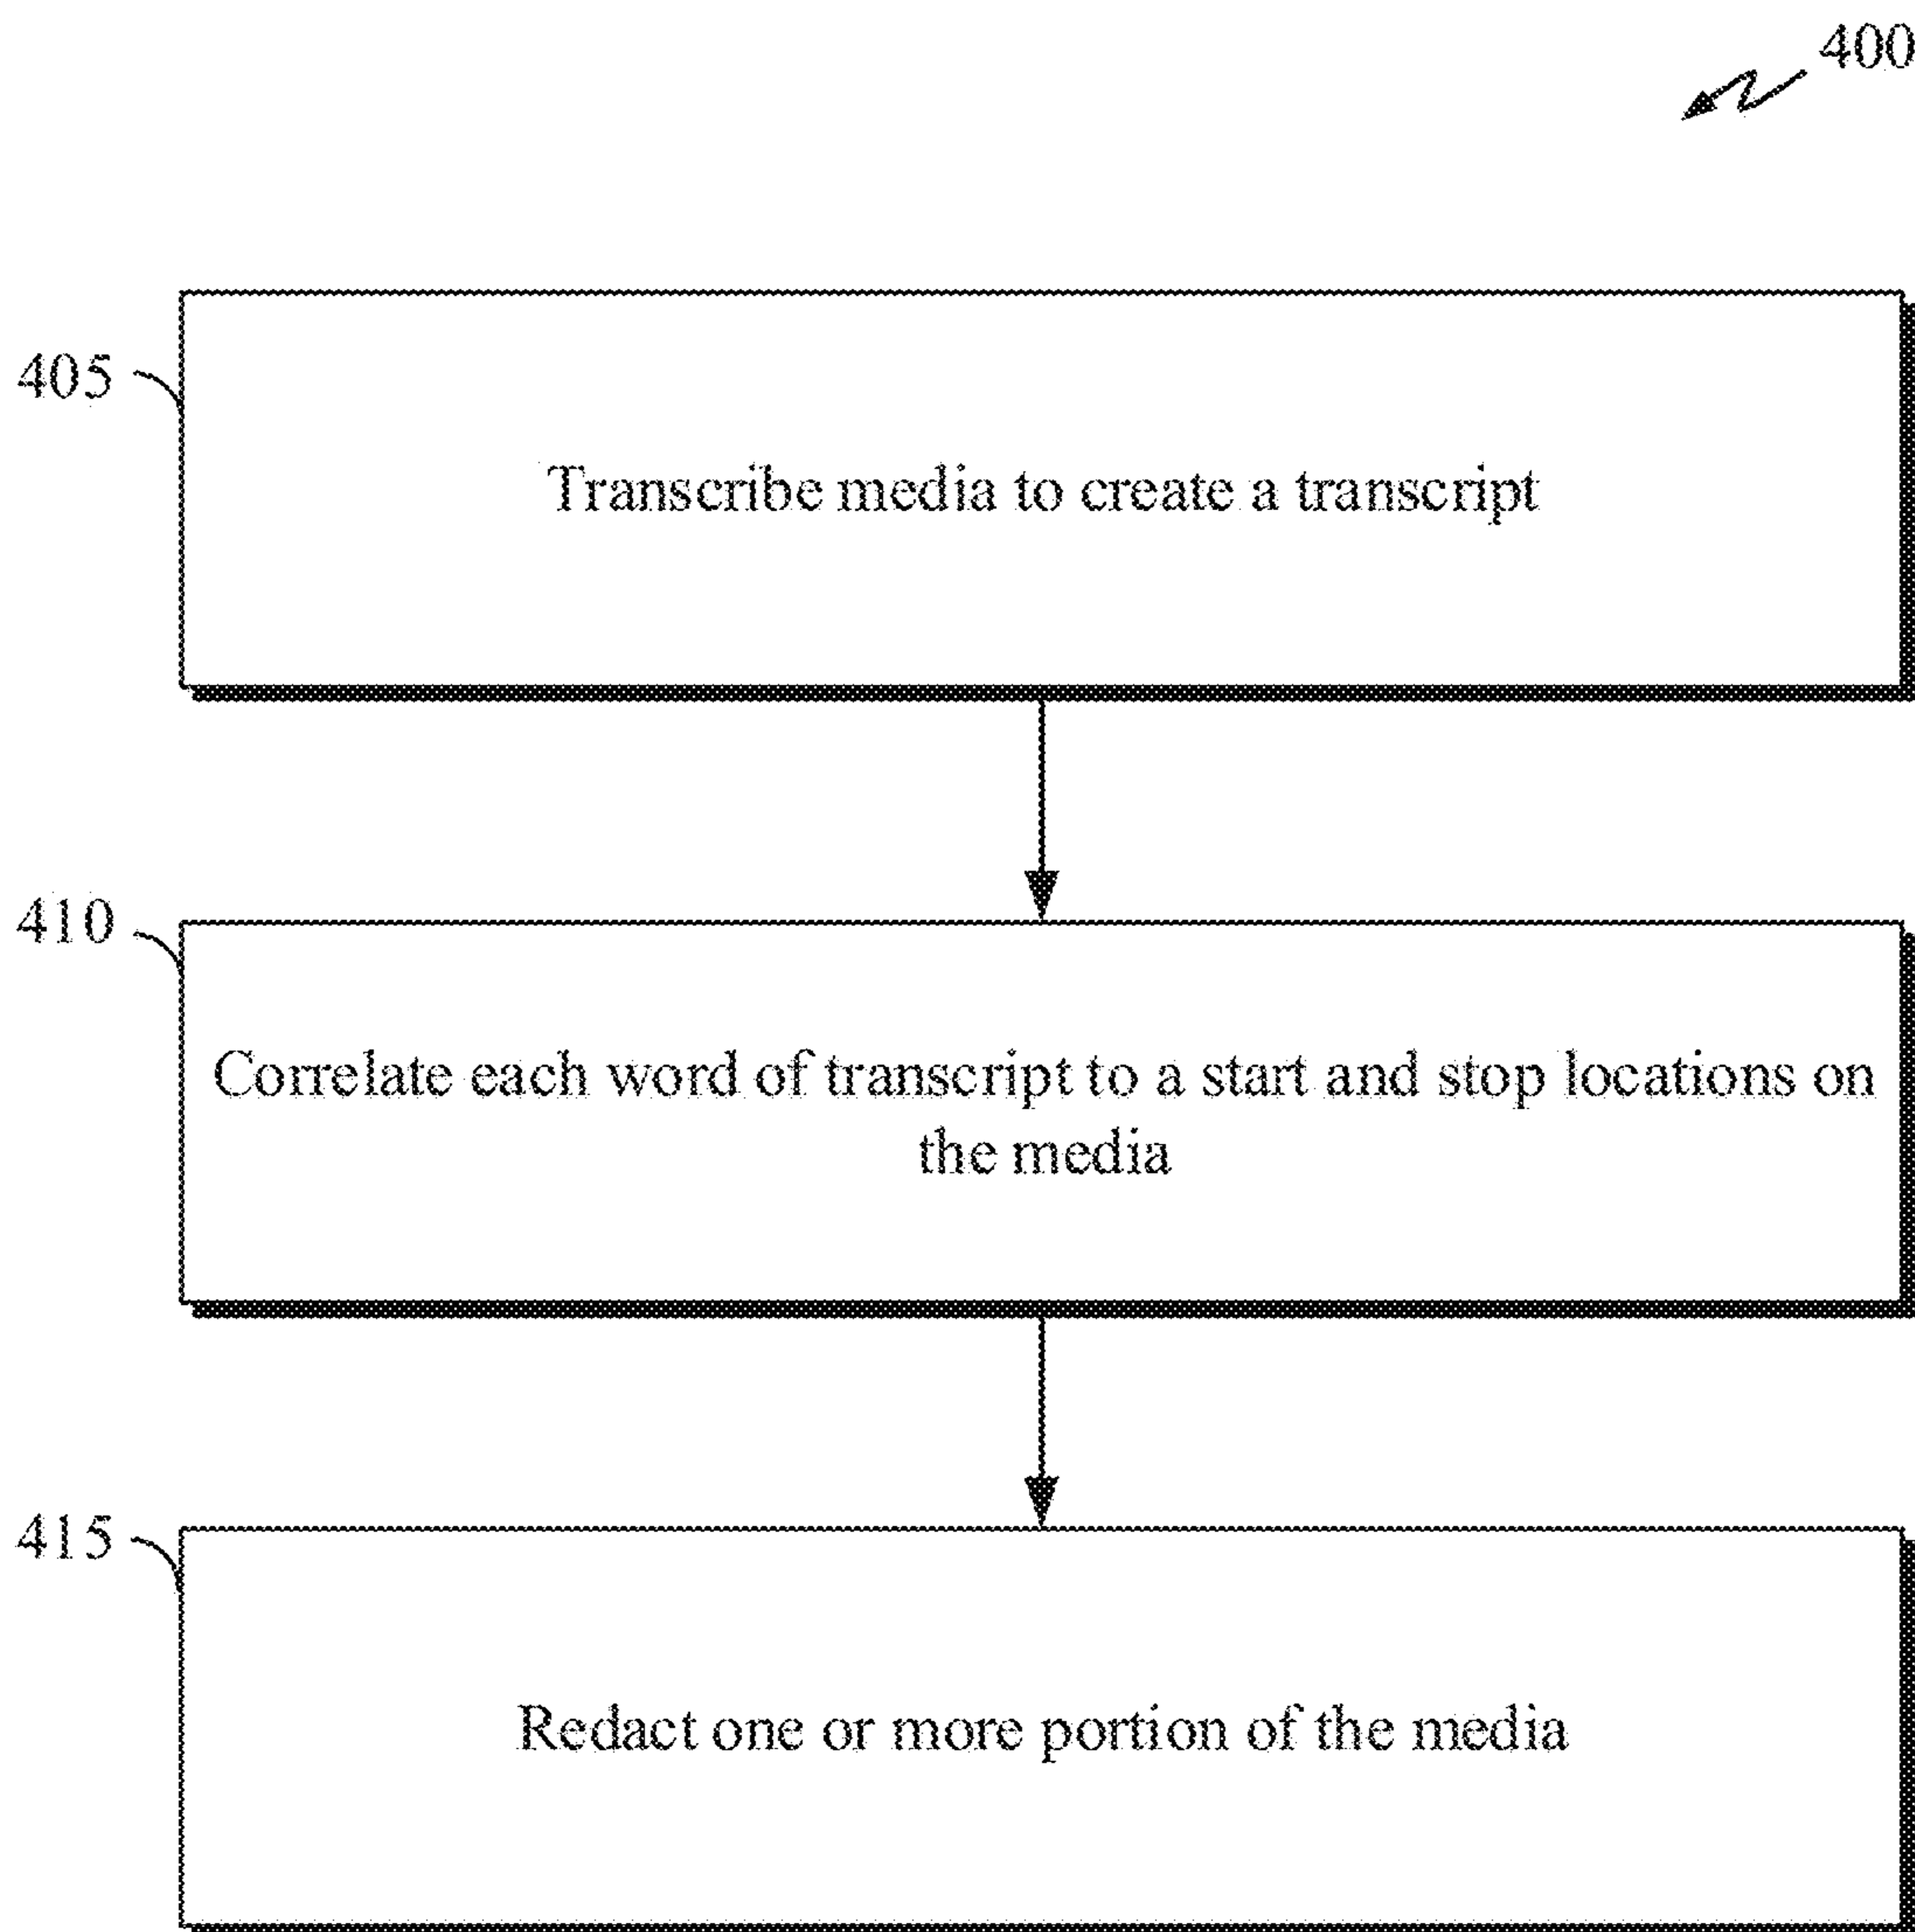 400
405
Transcribe media to create a transcript
410
Correlate each word of transcript to a start and stop locations on
the media
415
Redact one or more portion of the media